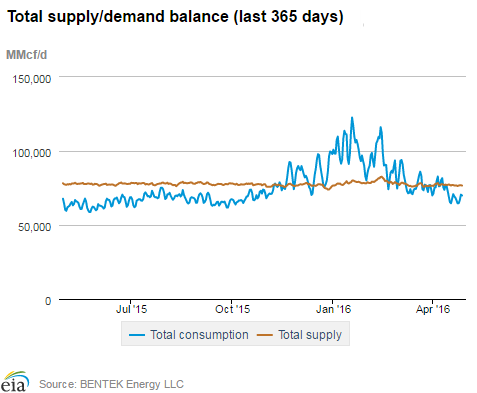 Total supply/demand balance (last 365 days)
MMcf/d
150,000
100,000
50,000
0
Jul '15 Oct '15 Jan '16 Apr '16
Total consumption Total supply
eia Source: BENTEK Energy LLC